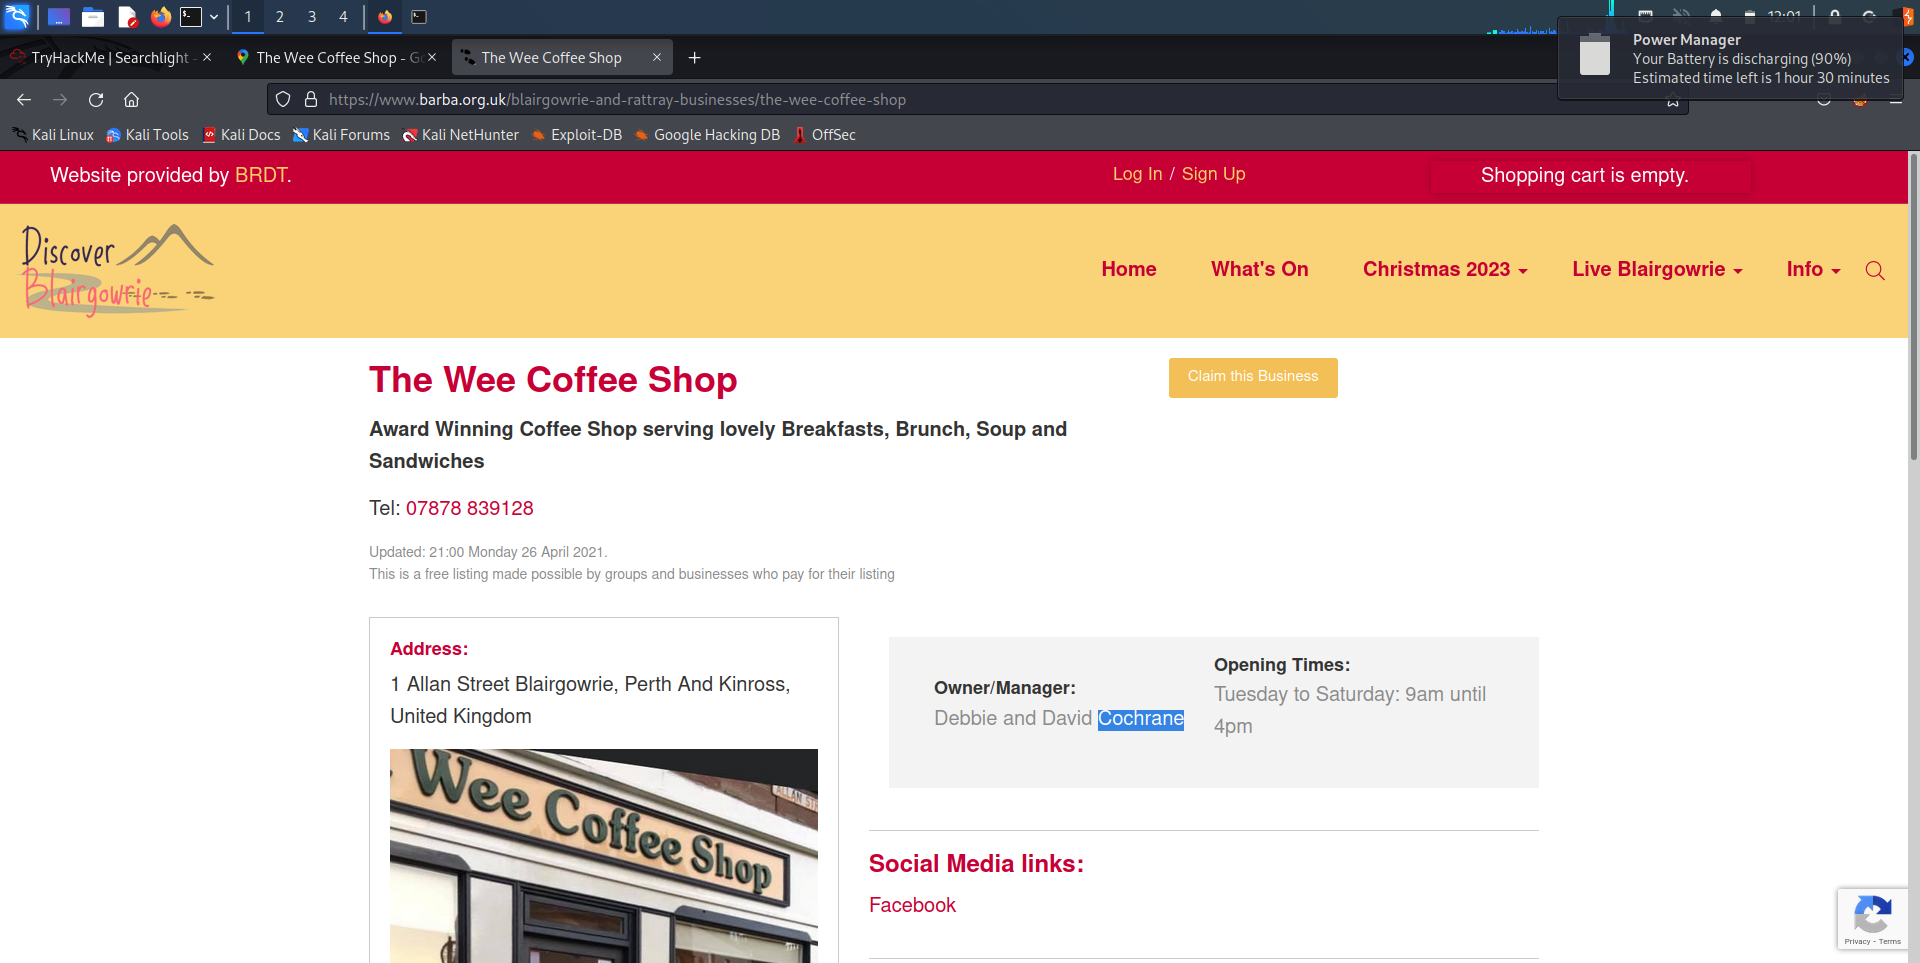 1 2 3 4
12:01
Power Manager
Your Battery is discharging (90%)
Estimated time left is 1 hour 30 minutes
TryHackMe | Searchlight -
The Wee Coffee Shop - Go
The Wee Coffee Shop
https://www.barba.org.uk/blairgowrie-and-rattray-businesses/the-wee-coffee-shop
Kali Linux Kali Tools Kali Docs Kali Forums Kali NetHunter Exploit-DB Google Hacking DB OffSec
Website provided by BRDT. Log In / Sign Up Shopping cart is empty.
Discover
Blairgowrie
Home What's On Christmas 2023 Live Blairgowrie Info
The Wee Coffee Shop
Claim this Business
Award Winning Coffee Shop serving lovely Breakfasts, Brunch, Soup and
Sandwiches
Tel: 07878 839128
Updated: 21:00 Monday 26 April 2021.
This is a free listing made possible by groups and businesses who pay for their listing
Address:
1 Allan Street Blairgowrie, Perth And Kinross,
United Kingdom
Wee Coffee Shop
Owner/Manager:
Debbie and David Cochrane
Opening Times:
Tuesday to Saturday: 9am until
4pm
Social Media links:
Facebook
Privacy - Terms